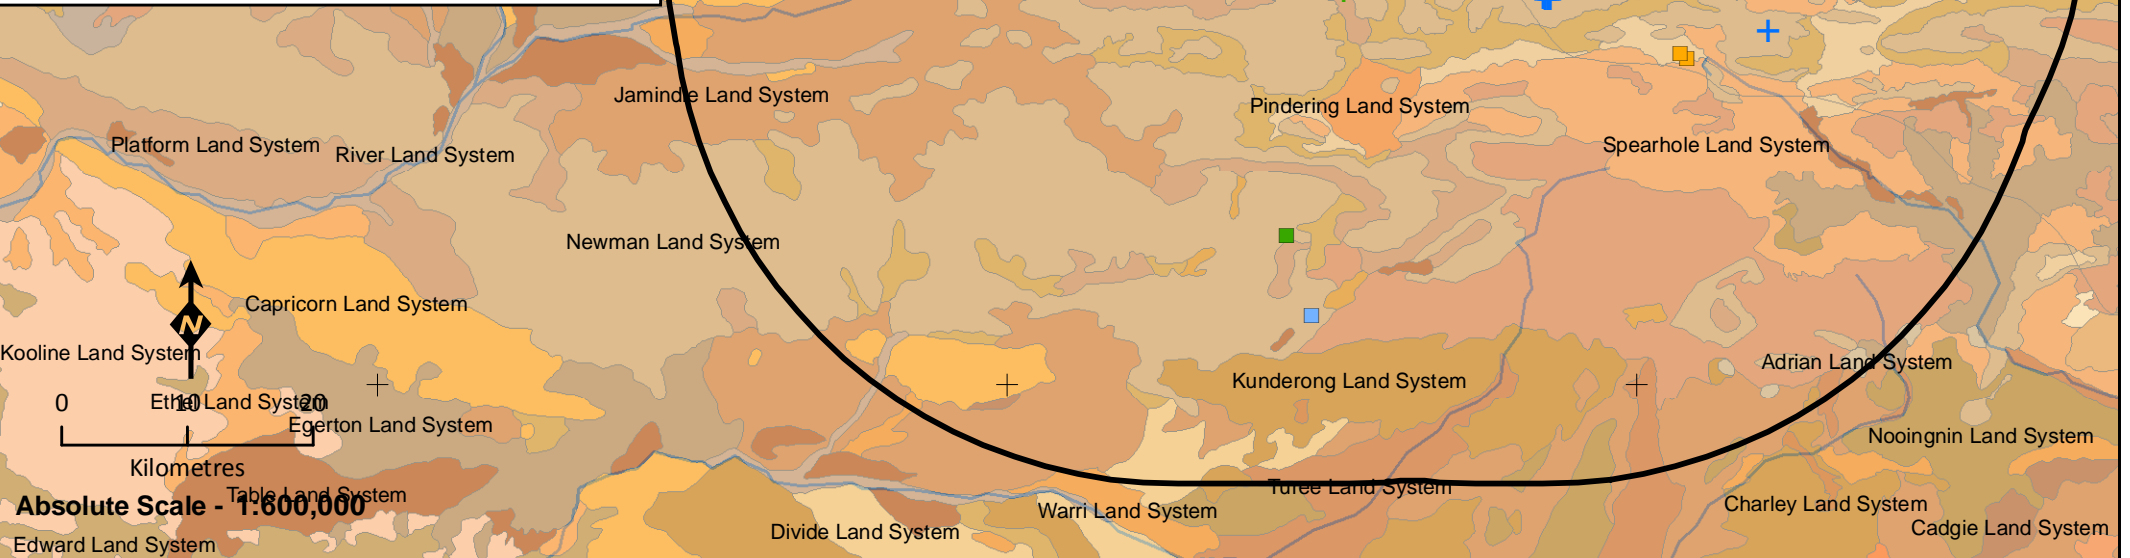 Jamindie Land System
Pindering Land System
Platform Land System
River Land System
Spearhole Land System
Newman Land System
Capricorn Land System
N
Kooline Land System
Adrian Land System
Kunderong Land System
0 10 20
Ethel Land System
Egerton Land System
Nooingnin Land System
Kilometres
Table Land System
Turee Land System
Absolute Scale - 1:600,000
Charley Land System
Warri Land System
Divide Land System
Cadgie Land System
Edward Land System